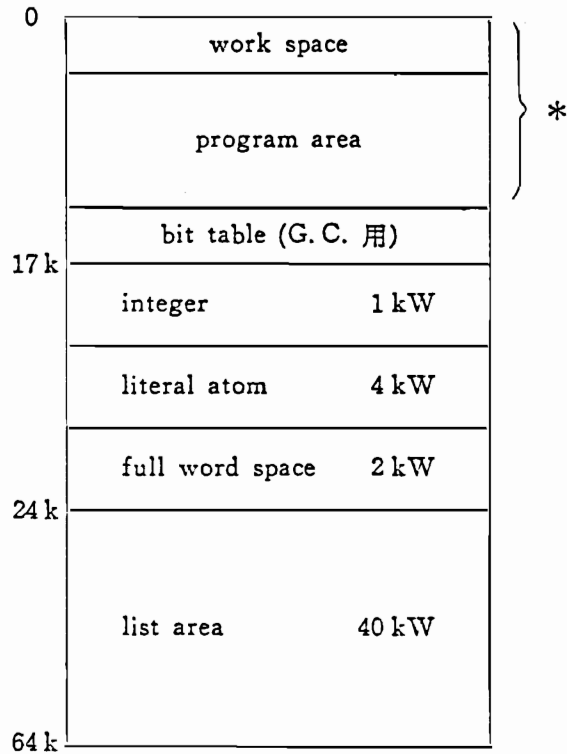 0
work space
*
program area
bit table (G. C. 用)
17 k
integer 1 kW
literal atom 4 kW
full word space 2 kW
24 k
list area 40 kW
64 k